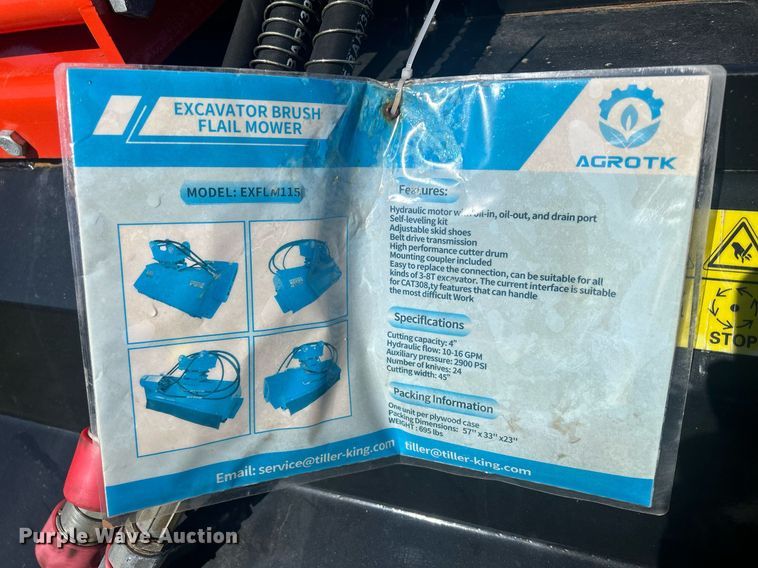 EXCAVATOR BRUSH
FLAIL MOWER
MODEL: EXFLM115
Email: service@tiller-king.com
AGROTK
Features:
Hydraulic motor with oil-in, oil-out, and drain port
Self-leveling kit
Adjustable skid shoes
Belt drive transmission
High performance cutter drum
Mounting coupler included
Easy to replace the connection, can be suitable for all
kinds of 3-8T excavator. The current interface is suitable
for CAT308,ty features that can handle
the most difficult Work
Specifications
Cutting capacity: 4"
Hydraulic flow: 10-16 GPM
Auxiliary pressure: 2900 PSI
Number of knives: 24
Cutting width: 45"
Packing Information
One unit per plywood case
Packing Dimensions: 57" x 33" x23"
WEIGHT : 695 lbs
tiller@tiller-king.com
STOP
Purple Wave Auction